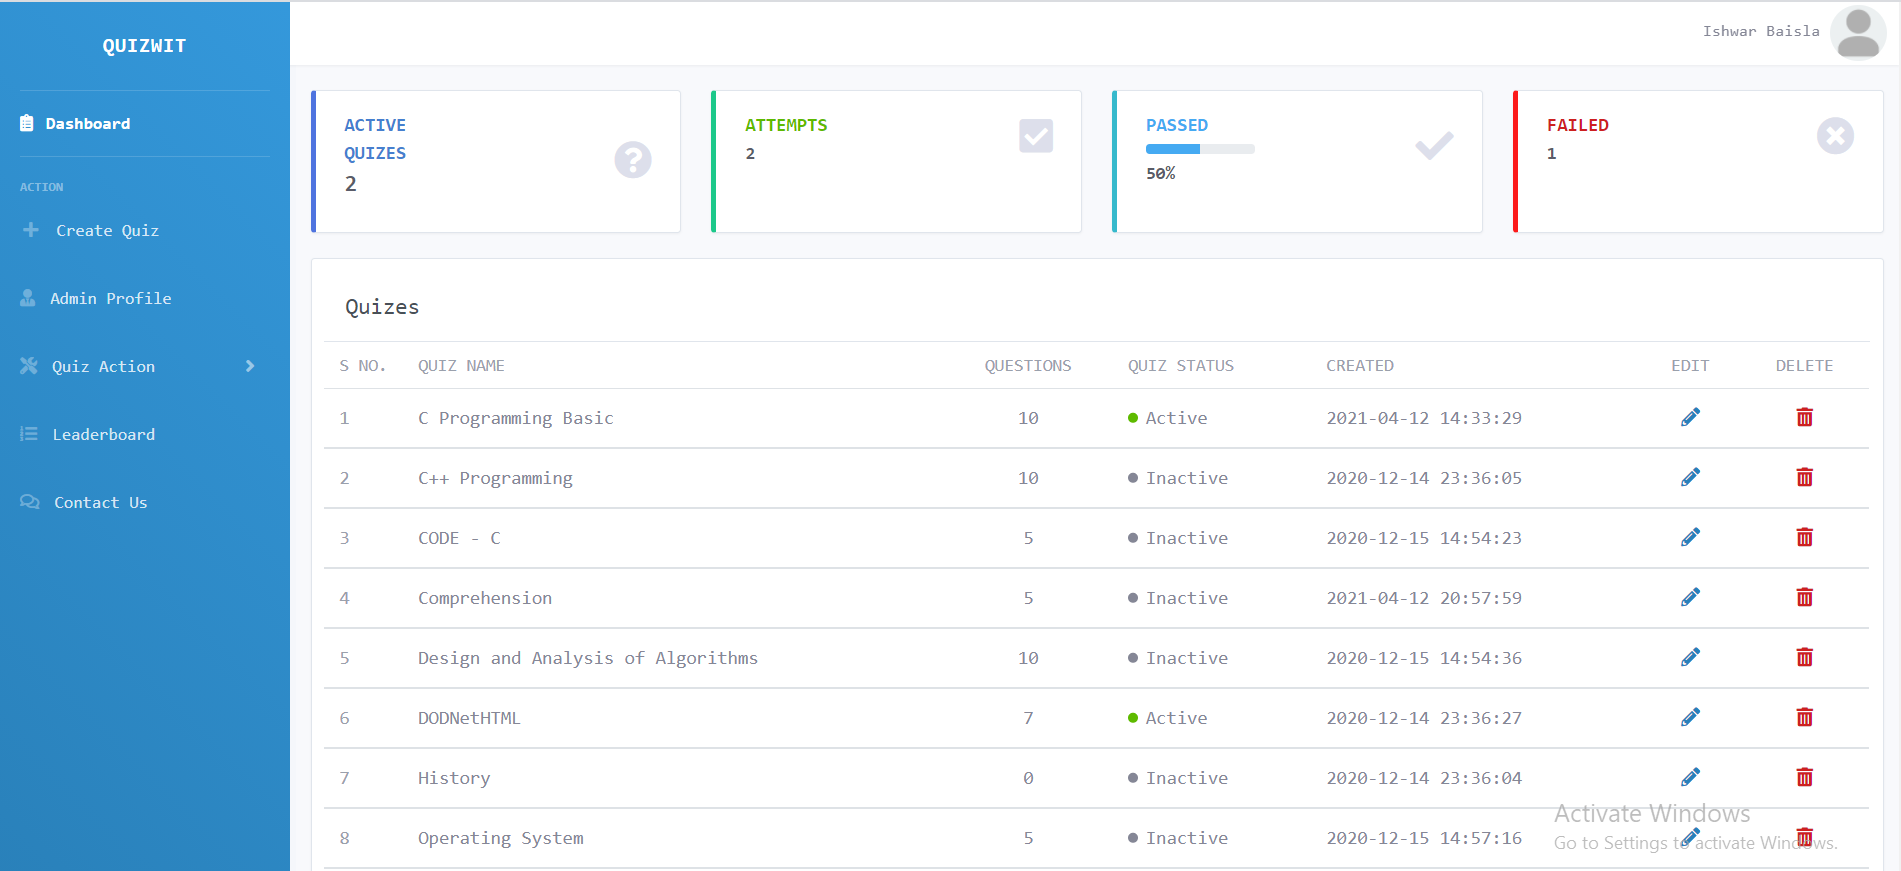 QUIZWIT
Ishwar Baisla
Dashboard
ACTION
Create Quiz
Admin Profile
Quiz Action
Leaderboard
Contact Us
ACTIVE
QUIZES
2
ATTEMPTS
2
PASSED
50%
FAILED
1
Quizes
S NO. QUIZ NAME QUESTIONS QUIZ STATUS CREATED EDIT DELETE
1 C Programming Basic 10 Active 2021-04-12 14:33:29
2 C++ Programming 10 Inactive 2020-12-14 23:36:05
3 CODE - C 5 Inactive 2020-12-15 14:54:23
4 Comprehension 5 Inactive 2021-04-12 20:57:59
5 Design and Analysis of Algorithms 10 Inactive 2020-12-15 14:54:36
6 DODNetHTML 7 Active 2020-12-14 23:36:27
7 History 0 Inactive 2020-12-14 23:36:04
8 Operating System 5 Inactive 2020-12-15 14:57:16
Activate Windows
Go to Settings to activate Windows.